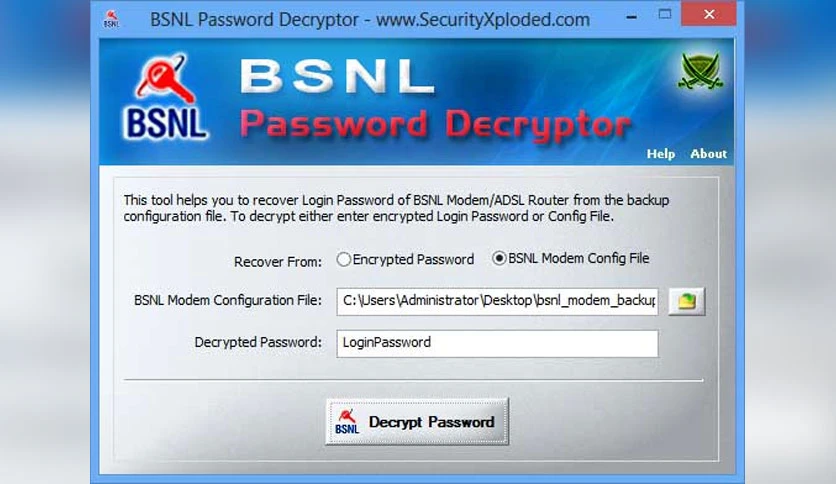 BSNL
BSNL Password Decryptor - www.SecurityXploded.com
BSNL
BSNL
Password Decryptor
Help About
This tool helps you to recover Login Password of BSNL Modem/ADSL Router from the backup
configuration file. To decrypt either enter encrypted Login Password or Config File.
Recover From: Encrypted Password BSNL Modem Config File
BSNL Modem Configuration File: C:\Users\Administrator\Desktop\bsnl_modem_backup
Decrypted Password: LoginPassword
BSNL
Decrypt Password